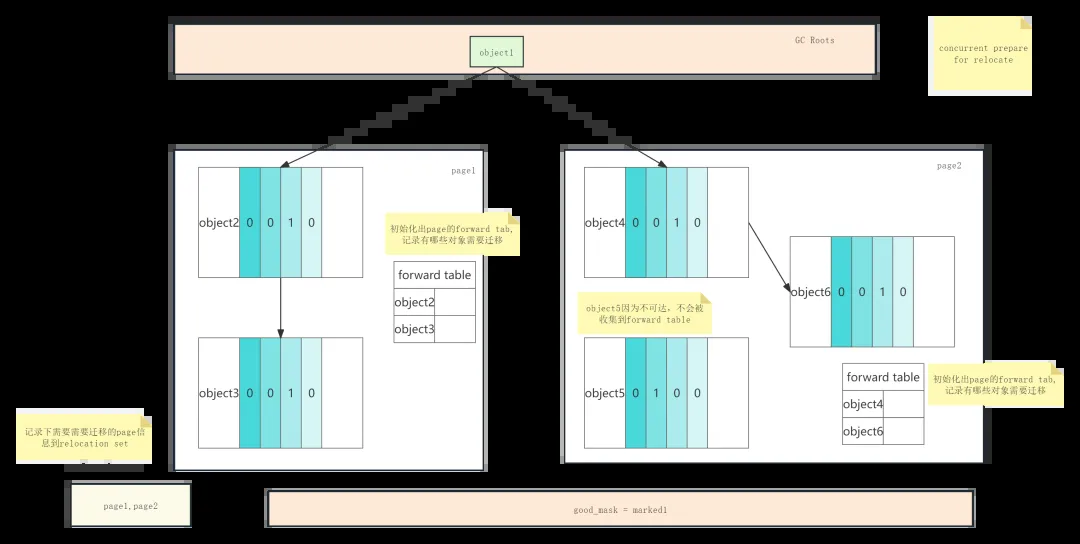 GC Roots
object1
concurrent prepare
for relocate
page1
object2 0 0 1 0
初始化出page的forward tab,
记录有哪些对象需要迁移
forward table
object2
object3
object3 0 0 1 0
page2
object4 0 0 1 0
object6 0 0 1 0
object5因为不可达，不会被
收集到forward table
object5 0 1 0 0
forward table
object4
object6
初始化出page的forward tab,
记录有哪些对象需要迁移
记录下需要需要迁移的page信
息到relocation set
page1,page2
good_mask = marked1